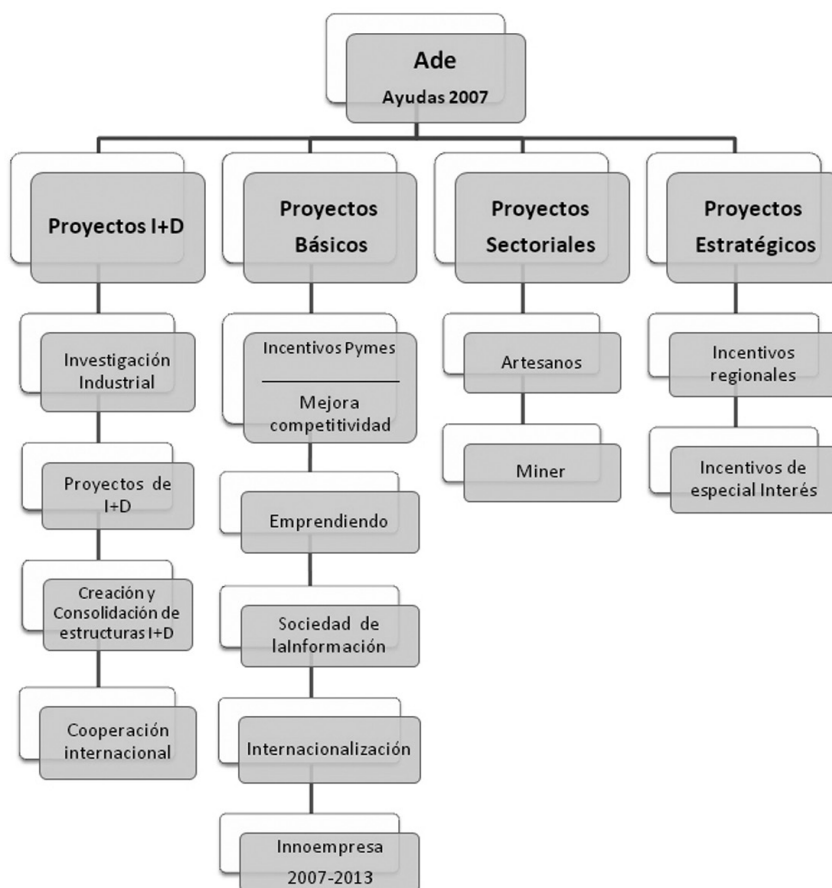 Ade
Ayudas 2007
Proyectos I+D
Investigación
Industrial
Proyectos de
I+D
Creación y
Consolidación de
estructuras I+D
Cooperación
internacional
Proyectos
Básicos
Incentivos Pymes
Mejora
competitividad
Emprendiendo
Sociedad de
laInformación
Internacionalización
Innoempresa
2007-2013
Proyectos
Sectoriales
Artesanos
Miner
Proyectos
Estratégicos
Incentivos
regionales
Incentivos de
especial Interés